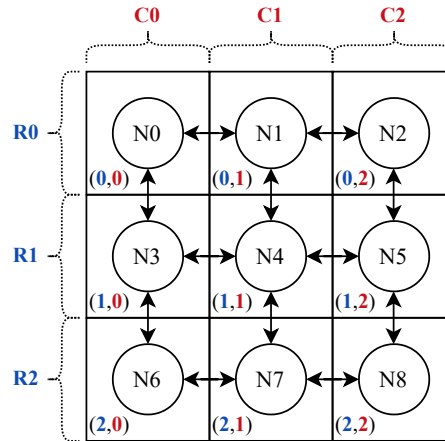 C0 C1 C2
R0 N0 N1 N2
(0,0) (0,1) (0,2)
R1 N3 N4 N5
(1,0) (1,1) (1,2)
R2 N6 N7 N8
(2,0) (2,1) (2,2)